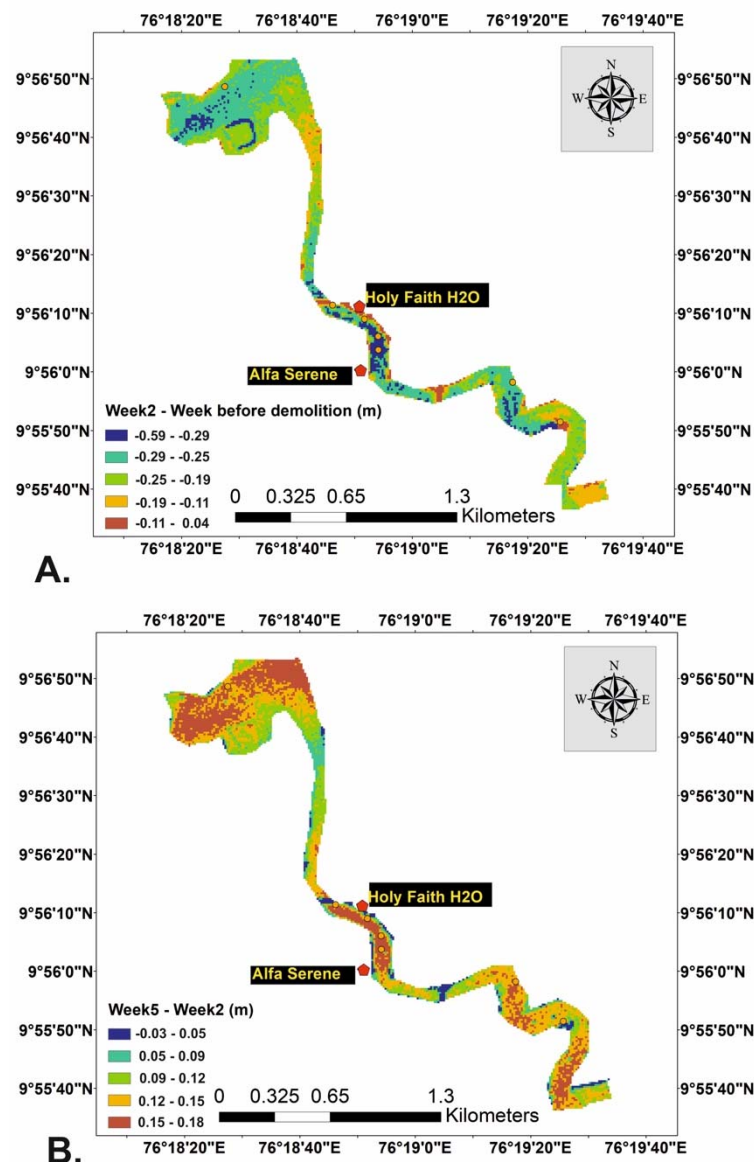 76°18'20"E 76°18'40"E 76°19'0"E 76°19'20"E 76°19'40"E
9°56'50"N 9°56'50"N
9°56'40"N 9°56'40"N
9°56'30"N 9°56'30"N
9°56'20"N 9°56'20"N
9°56'10"N 9°56'10"N
9°56'0"N 9°56'0"N
9°55'50"N 9°55'50"N
9°55'40"N 9°55'40"N
N
W E
S
Holy Faith H2O
Alfa Serene
Week2 - Week before demolition (m)
-0.59 - -0.29
-0.29 - -0.25
-0.25 - -0.19
-0.19 - -0.11
-0.11 - 0.04
0 0.325 0.65 1.3
Kilometers
76°18'20"E 76°18'40"E 76°19'0"E 76°19'20"E 76°19'40"E
A.
76°18'20"E 76°18'40"E 76°19'0"E 76°19'20"E 76°19'40"E
9°56'50"N 9°56'50"N
9°56'40"N 9°56'40"N
9°56'30"N 9°56'30"N
9°56'20"N 9°56'20"N
9°56'10"N 9°56'10"N
9°56'0"N 9°56'0"N
9°55'50"N 9°55'50"N
9°55'40"N 9°55'40"N
N
W E
S
Holy Faith H2O
Alfa Serene
Week5 - Week2 (m)
-0.03 - 0.05
0.05 - 0.09
0.09 - 0.12
0.12 - 0.15
0.15 - 0.18
0 0.325 0.65 1.3
Kilometers
76°18'20"E 76°18'40"E 76°19'0"E 76°19'20"E 76°19'40"E
B.